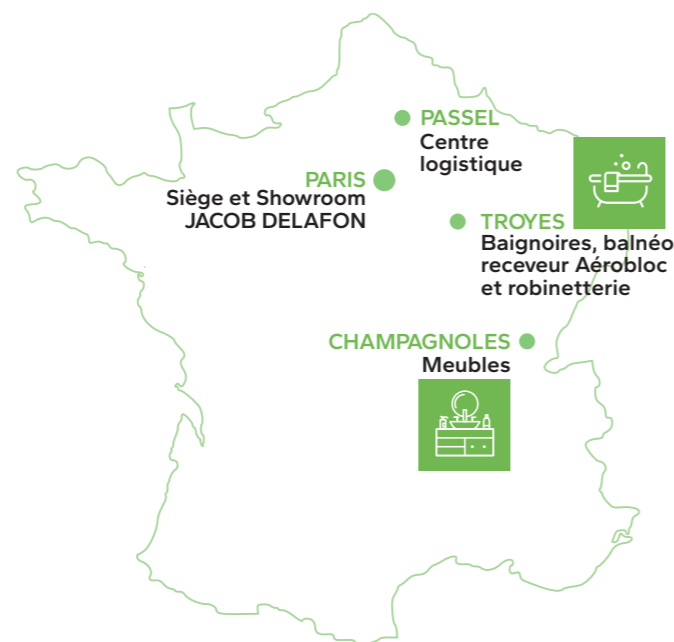 PASSEL
Centre
logistique
PARIS
Siège et Showroom
JACOB DELAFON
TROYES
Baignoires, balnéo
receveur Aérobloc
et robinetterie
CHAMPAGNOLES
Meubles